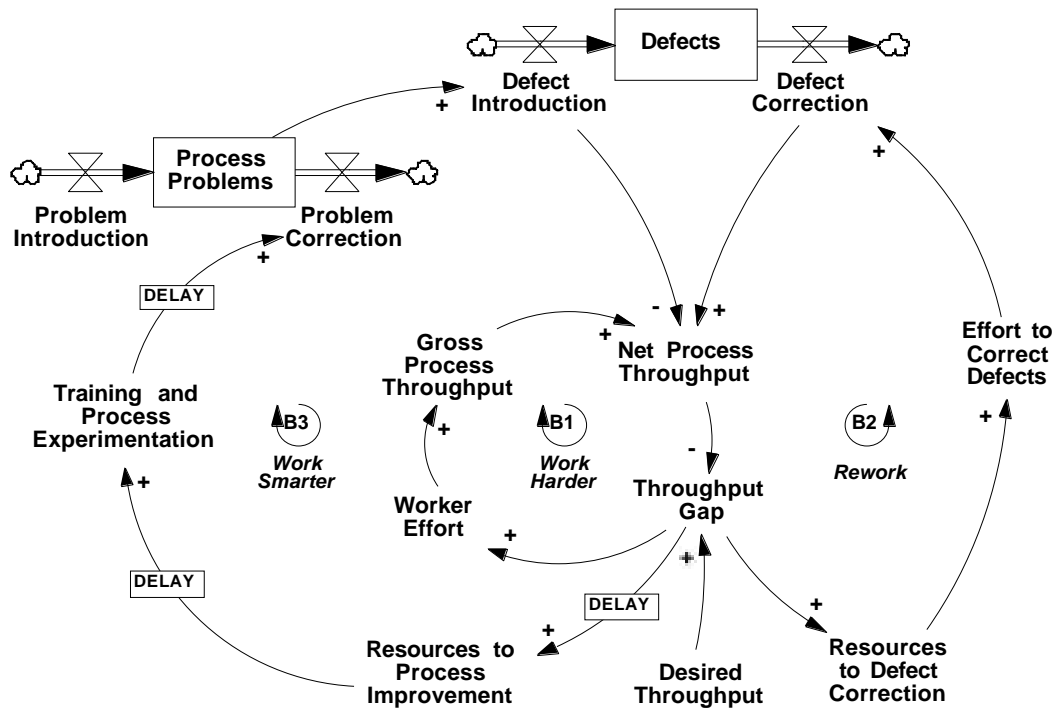 Defects
Defect
Introduction
+
Defect
Correction
+
Process
Problems
Problem
Introduction
Problem
Correction
+
DELAY
-
+
Gross
Process
Throughput
+
Net Process
Throughput
Effort to
Correct
Defects
+
Training and
Process
Experimentation
+
B3
Work
Smarter
+
B1
Work
Harder
-
B2
Rework
Worker
Effort
+
Throughput
Gap
+
DELAY
DELAY
+
+
Resources to
Process
Improvement
Desired
Throughput
Resources
to Defect
Correction